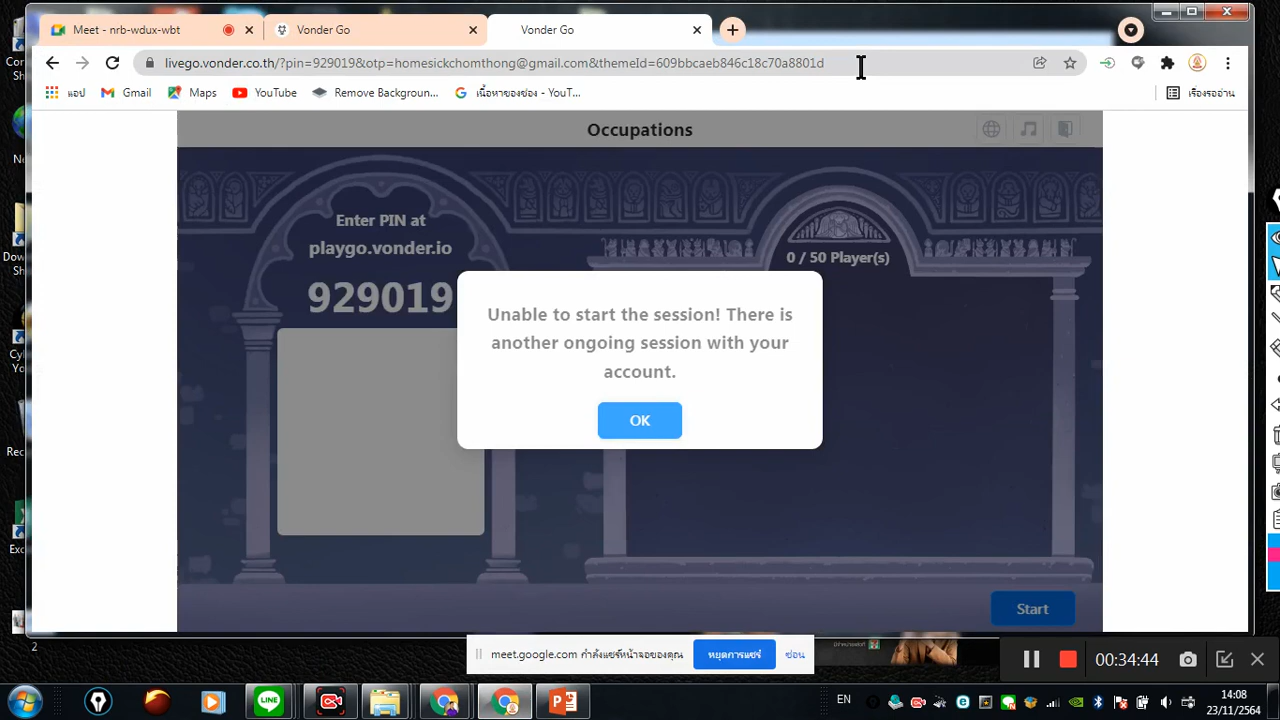 Meet - nrb-wdux-wbt
Vonder Go
Vonder Go
livego.vonder.co.th/?pin=929019&otp=homesickchomthong@gmail.com&themeId=609bbcaeb846c18c70a8801d
แอป
Gmail
Maps
YouTube
Remove Backgroun...
เนื้อหาของช่อง - YouT...
เรื่องรออ่าน
Occupations
Enter PIN at
playgo.vonder.io
929019
0 / 50 Player(s)
Unable to start the session! There is
another ongoing session with your
account.
OK
Start
2
meet.google.com กำลังแชร์หน้าจอของคุณ
หยุดการแชร์
ซ่อน
00:34:44
LINE
EN
14:08
23/11/2564